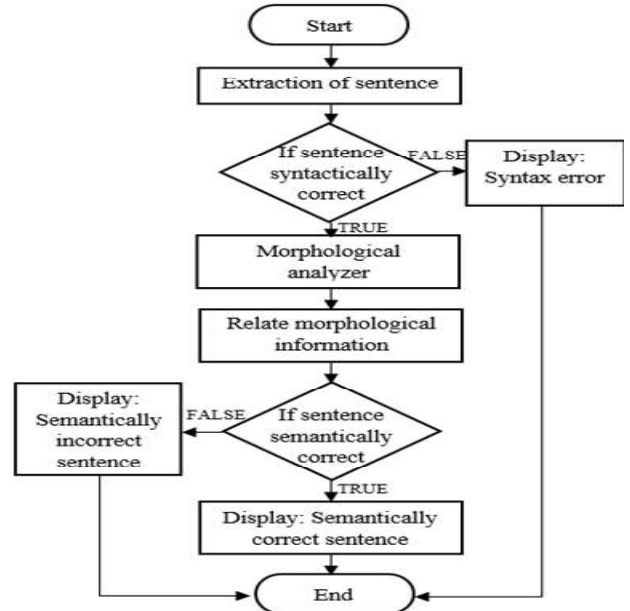 Start
Extraction of sentence
If sentence
syntactically
correct
FALSE
Display:
Syntax error
TRUE
Morphological
analyzer
Relate morphological
information
If sentence
semantically
correct
FALSE
Display:
Semantically
incorrect
sentence
TRUE
Display: Semantically
correct sentence
End